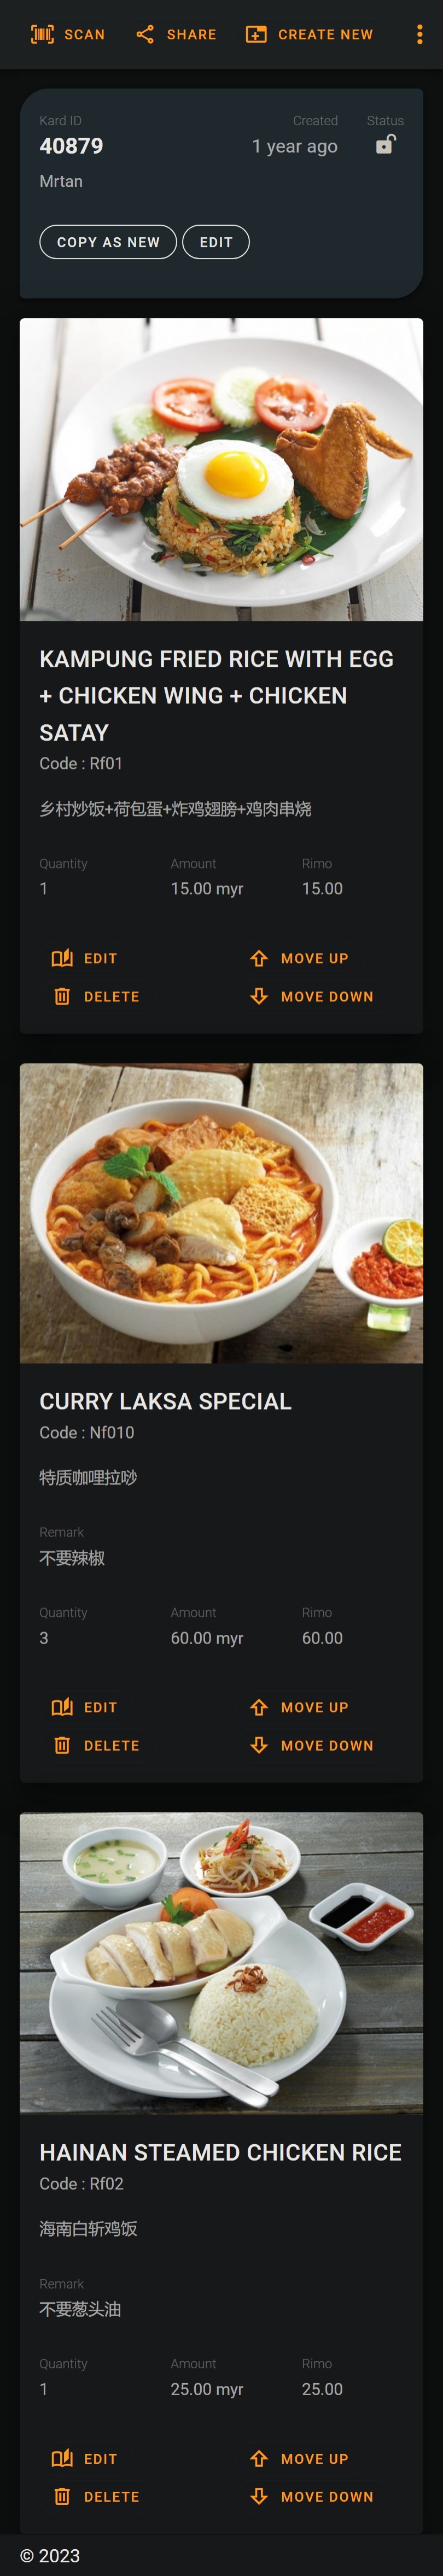 SCAN SHARE CREATE NEW
Kard ID Created Status
40879 1 year ago
Mrtan
COPY AS NEW EDIT
KAMPUNG FRIED RICE WITH EGG
+ CHICKEN WING + CHICKEN
SATAY
Code : Rf01
乡村炒饭+荷包蛋+炸鸡翅膀+鸡肉串烧
Quantity Amount Rimo
1 15.00 myr 15.00
EDIT MOVE UP
DELETE MOVE DOWN
CURRY LAKSA SPECIAL
Code : Nf010
特质咖哩拉吵
Remark
不要辣椒
Quantity Amount Rimo
3 60.00 myr 60.00
EDIT MOVE UP
DELETE MOVE DOWN
HAINAN STEAMED CHICKEN RICE
Code : Rf02
海南白斩鸡饭
Remark
不要葱头油
Quantity Amount Rimo
1 25.00 myr 25.00
EDIT MOVE UP
DELETE MOVE DOWN
© 2023